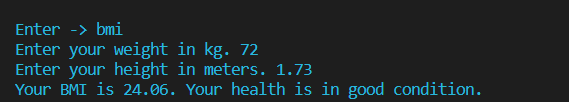 Enter -> bmi
Enter your weight in kg. 72
Enter your height in meters. 1.73
Your BMI is 24.06. Your health is in good condition.